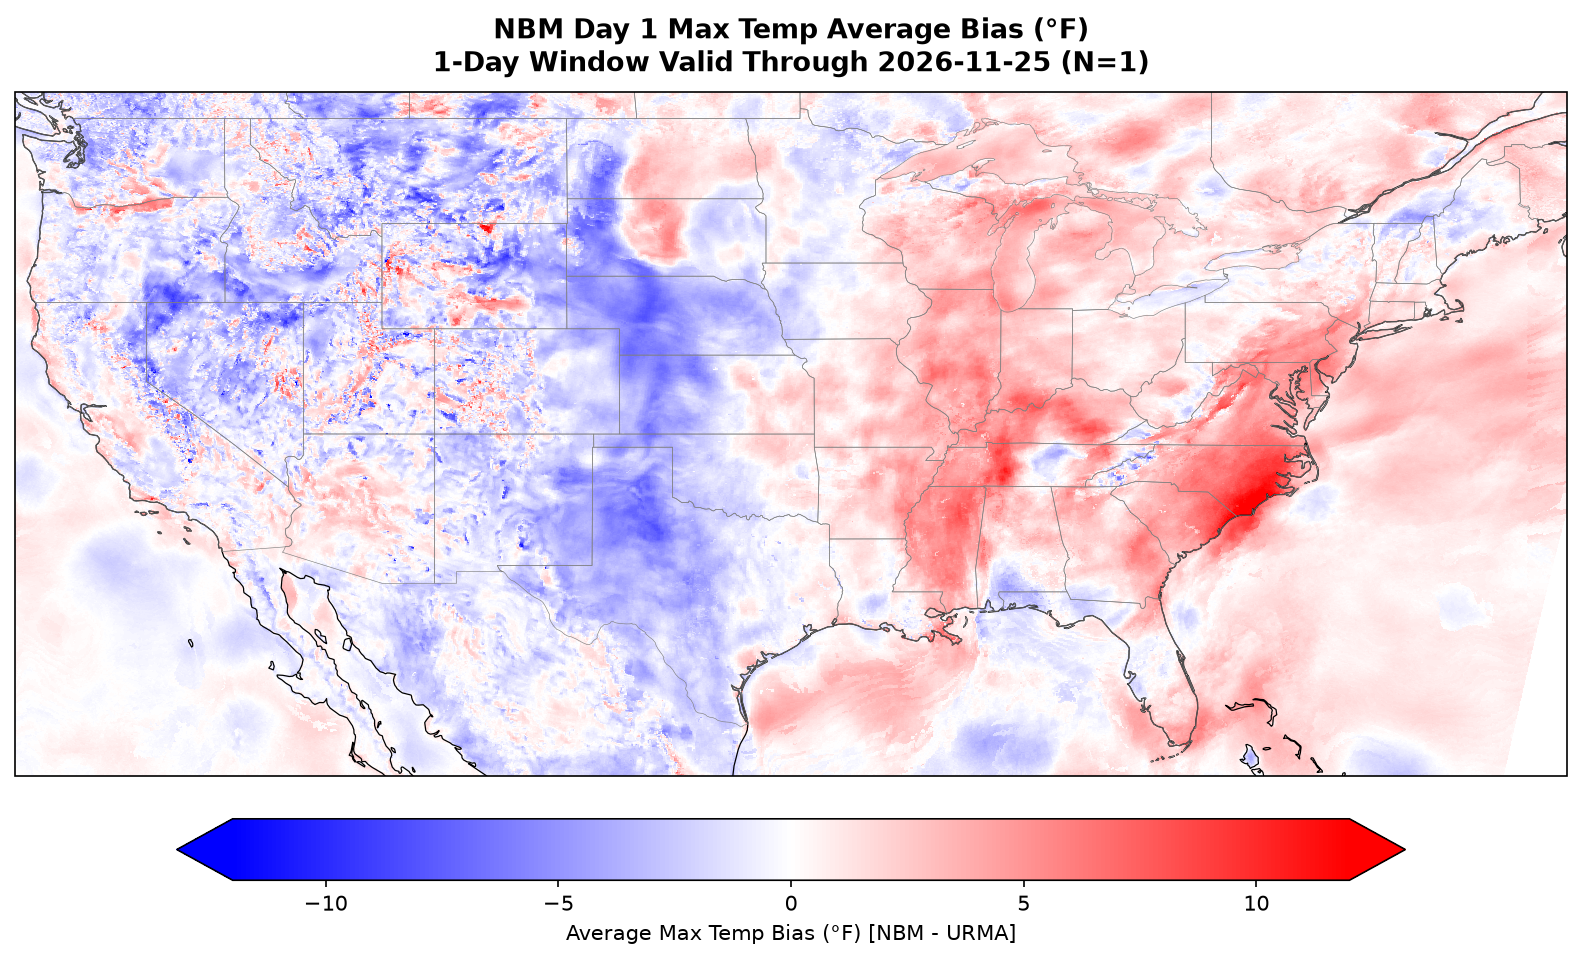 NBM Day 1 Max Temp Average Bias (°F)
1-Day Window Valid Through 2026-11-25 (N=1)
−10 −5 0 5 10
Average Max Temp Bias (°F) [NBM - URMA]